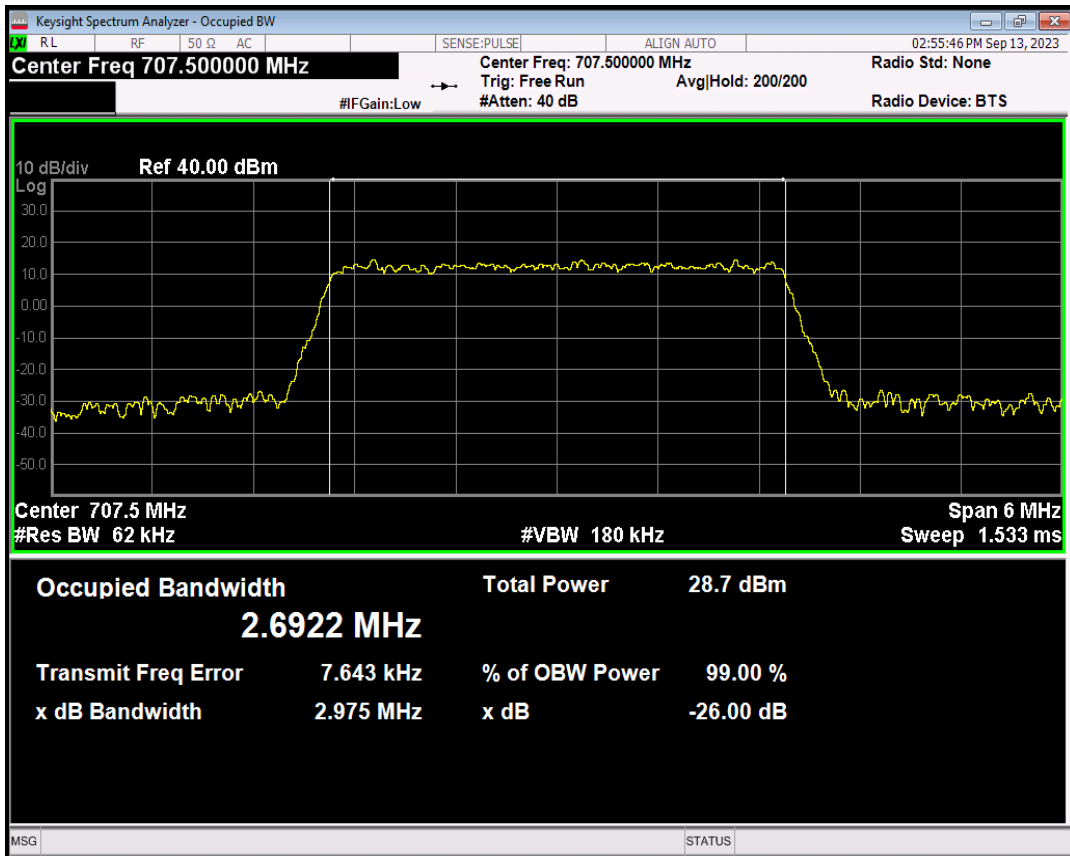 Keysight Spectrum Analyzer - Occupied BW
LXI RL RF 50 Ω AC SENSE:PULSE ALIGN AUTO 02:55:46 PM Sep 13, 2023
Center Freq 707.500000 MHz Center Freq: 707.500000 MHz Radio Std: None
Trig: Free Run Avg|Hold: 200/200
#IFGain:Low #Atten: 40 dB Radio Device: BTS
10 dB/div Ref 40.00 dBm
Log
30.0
20.0
10.0
0.00
-10.0
-20.0
-30.0
-40.0
-50.0
Center 707.5 MHz Span 6 MHz
#Res BW 62 kHz #VBW 180 kHz Sweep 1.533 ms
Occupied Bandwidth Total Power 28.7 dBm
2.6922 MHz
Transmit Freq Error 7.643 kHz % of OBW Power 99.00 %
x dB Bandwidth 2.975 MHz x dB -26.00 dB
MSG STATUS